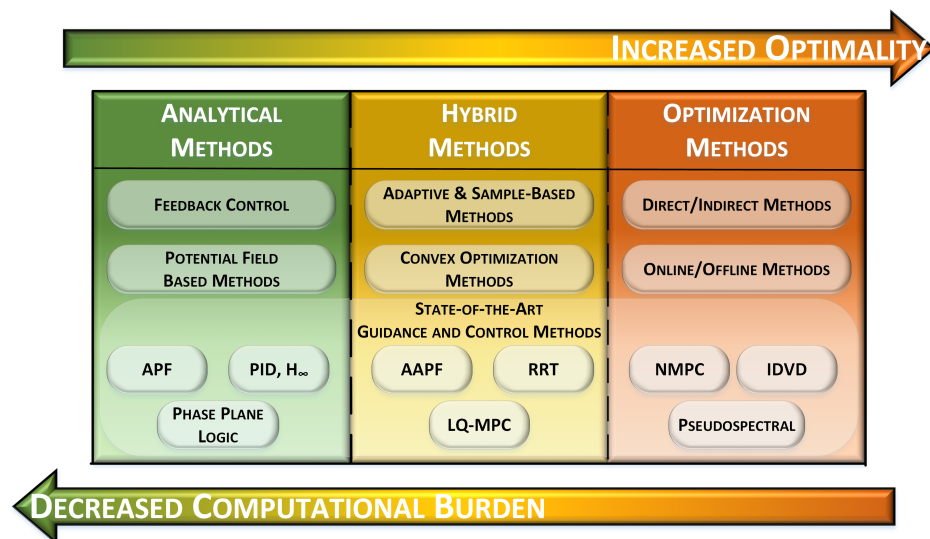 INCREASED OPTIMALITY
ANALYTICAL
METHODS
FEEDBACK CONTROL
POTENTIAL FIELD
BASED METHODS
HYBRID
METHODS
ADAPTIVE & SAMPLE-BASED
METHODS
CONVEX OPTIMIZATION
METHODS
OPTIMIZATION
METHODS
DIRECT/INDIRECT METHODS
ONLINE/OFFLINE METHODS
STATE-OF-THE-ART
GUIDANCE AND CONTROL METHODS
APF
PID, H∞
PHASE PLANE
LOGIC
AAPF
RRT
LQ-MPC
NMPC
IDVD
PSEUDOSPECTRAL
DECREASED COMPUTATIONAL BURDEN